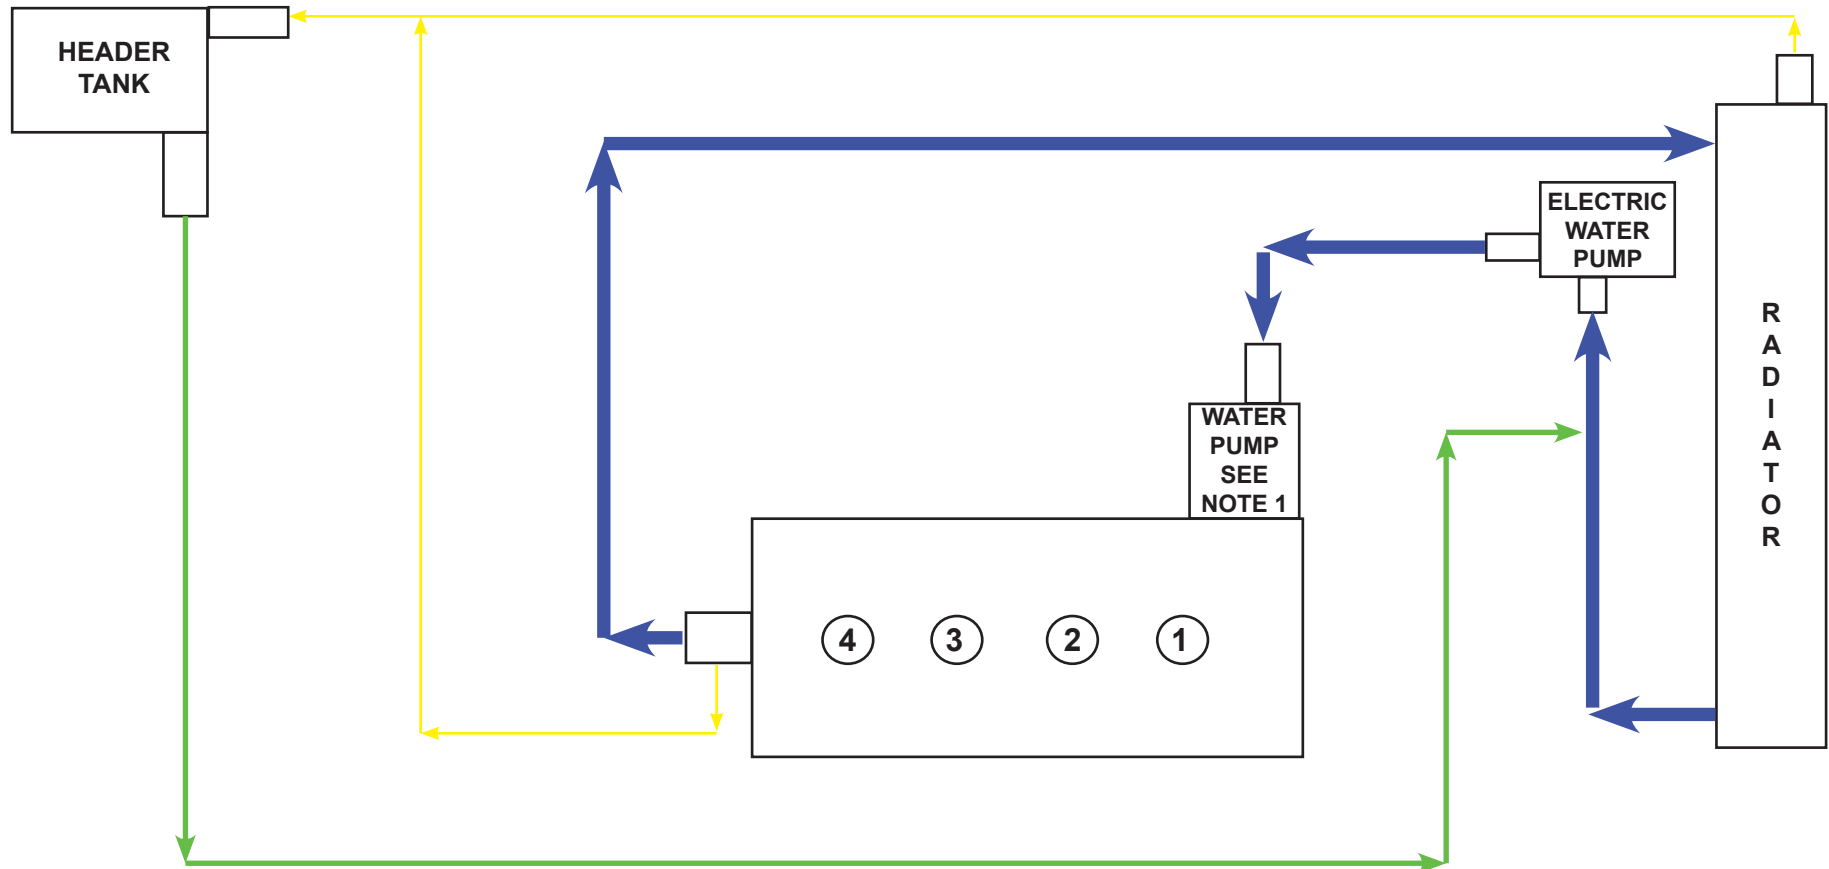 HEADER
TANK
ELECTRIC
WATER
PUMP
WATER
PUMP
SEE
NOTE 1
R
A
D
I
A
T
O
R
4 3 2 1